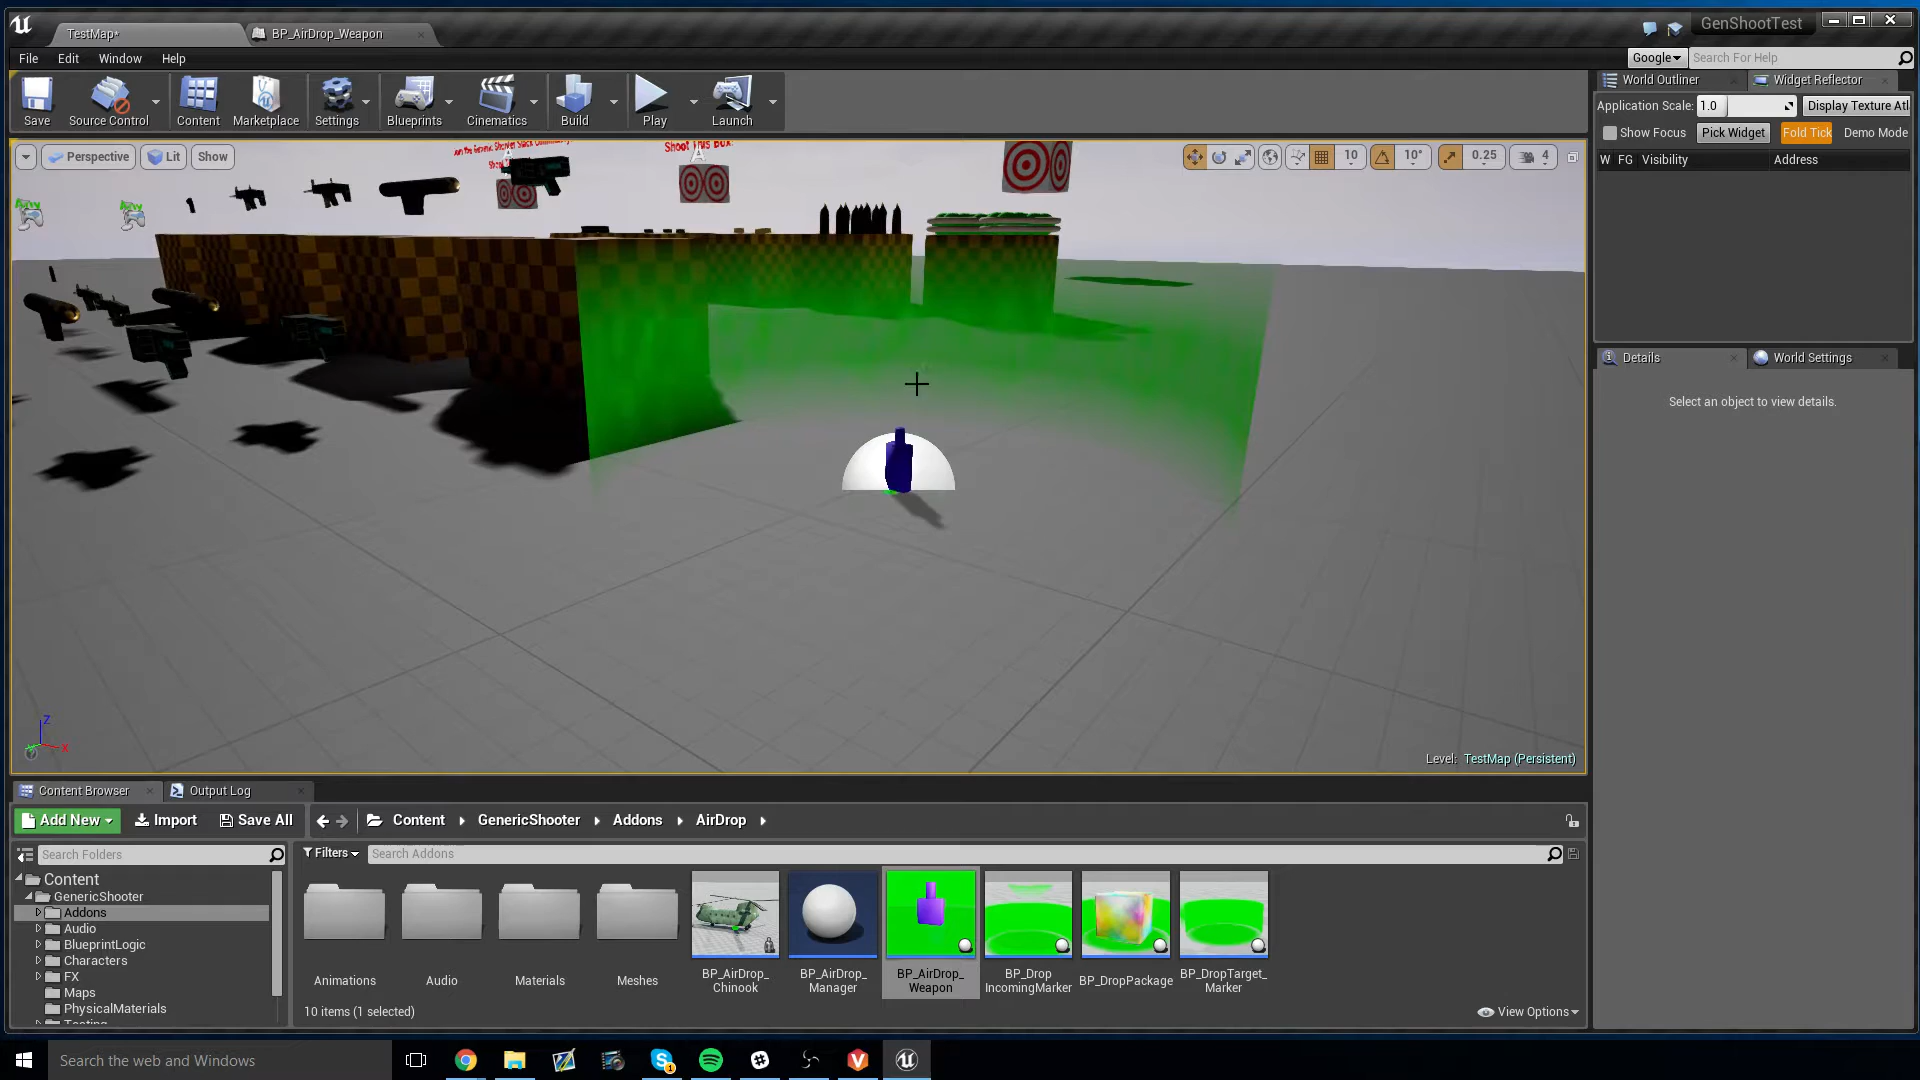 TestMap*
BP_AirDrop_Weapon
GenShootTest
File Edit Window Help
Google
Search For Help
Save
Source Control
Content
Marketplace
Settings
Blueprints
Cinematics
Build
Play
Launch
World Outliner
Widget Reflector
Application Scale: 1.0
Display Texture Atl
Show Focus
Pick Widget
Fold Tick
Demo Mode
W FG Visibility
Address
Perspective
Lit
Show
Shoot This Box.
10
10°
0.25
4
Details
World Settings
Select an object to view details.
Z
X
Level: TestMap (Persistent)
Content Browser
Output Log
Add New
Import
Save All
Content
GenericShooter
Addons
AirDrop
Search Folders
Filters
Search Addons
Content
GenericShooter
Addons
Audio
BlueprintLogic
Characters
FX
Maps
PhysicalMaterials
Animations
Audio
Materials
Meshes
BP_AirDrop_
Chinook
BP_AirDrop_
Manager
BP_AirDrop_
Weapon
BP_Drop
IncomingMarker
BP_DropPackage
BP_DropTarget_
Marker
10 items (1 selected)
View Options
Search the web and Windows
1